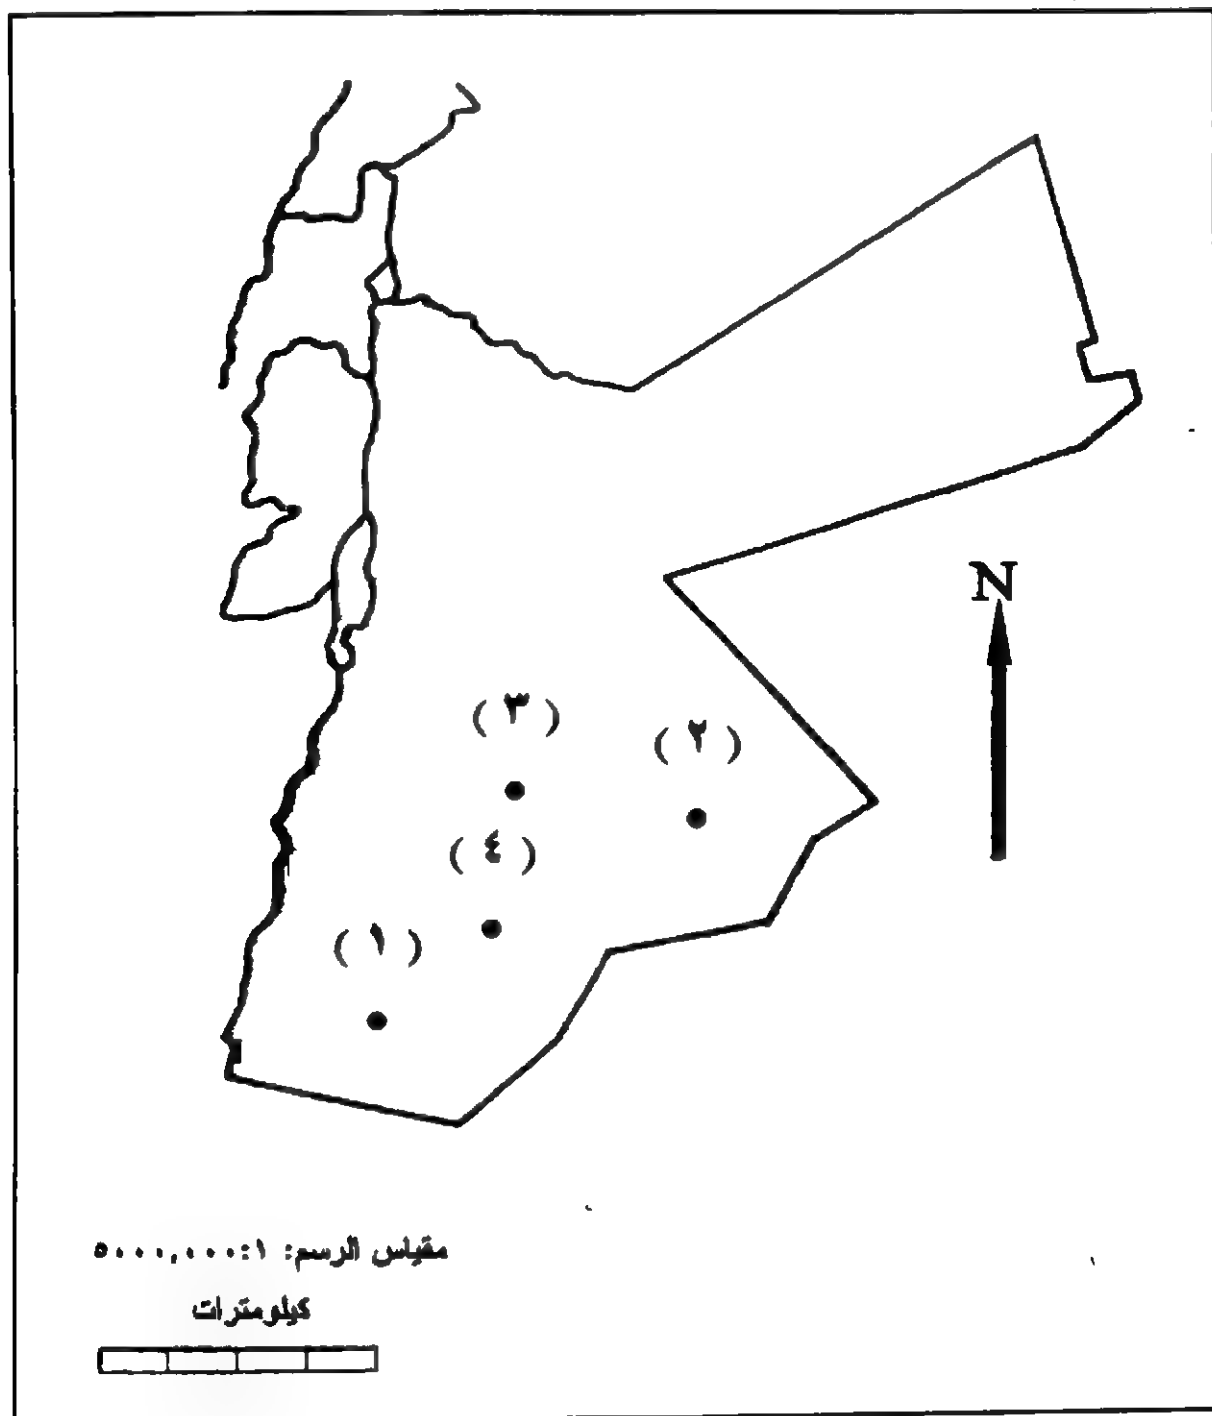 N
( ٣ )
( ٢ )
( ٤ )
( ١ )
مقياس الرسم: ١:٥٠٠٠,٠٠٠
كيلومترات